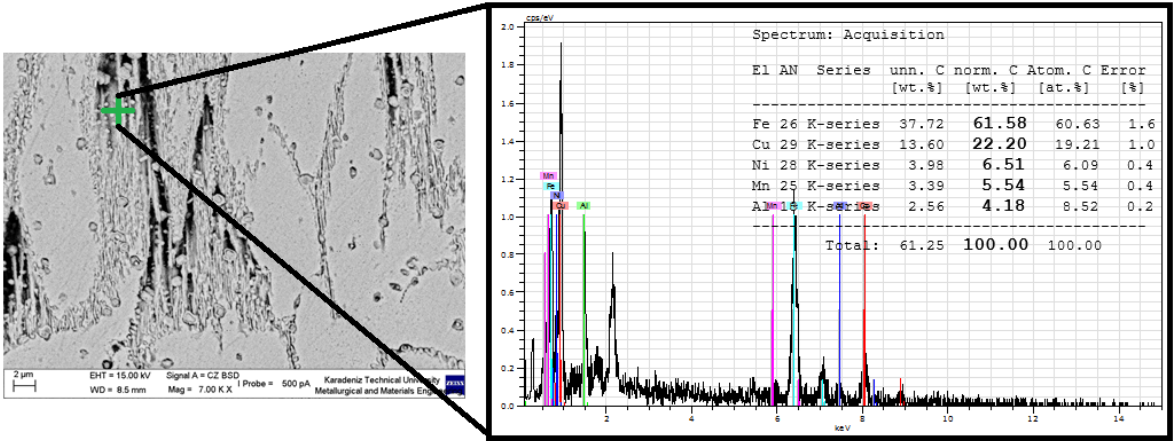 cps/eV
2.0
1.8
1.6
1.4
1.2
1.0
0.8
0.6
0.4
0.2
0.0
Spectrum: Acquisition
El AN Series unn. C norm. C Atom. C Error
[wt.%] [wt.%] [at.%] [%]
Fe 26 K-series 37.72 61.58 60.63 1.6
Cu 29 K-series 13.60 22.20 19.21 1.0
Ni 28 K-series 3.98 6.51 6.09 0.4
Mn 25 K-series 3.39 5.54 5.54 0.4
Al K-series 2.56 4.18 8.52 0.2
Total: 61.25 100.00 100.00
Mn
Fe
Ni
Cu
Al
Mn
2 4 6 8 10 12 14
keV
2 µm
EHT = 15.00 kV Signal A = CZ BSD I Probe = 500 pA Karadeniz Technical University ZEISS
WD = 8.5 mm Mag = 7.00 K X Metallurgical and Materials